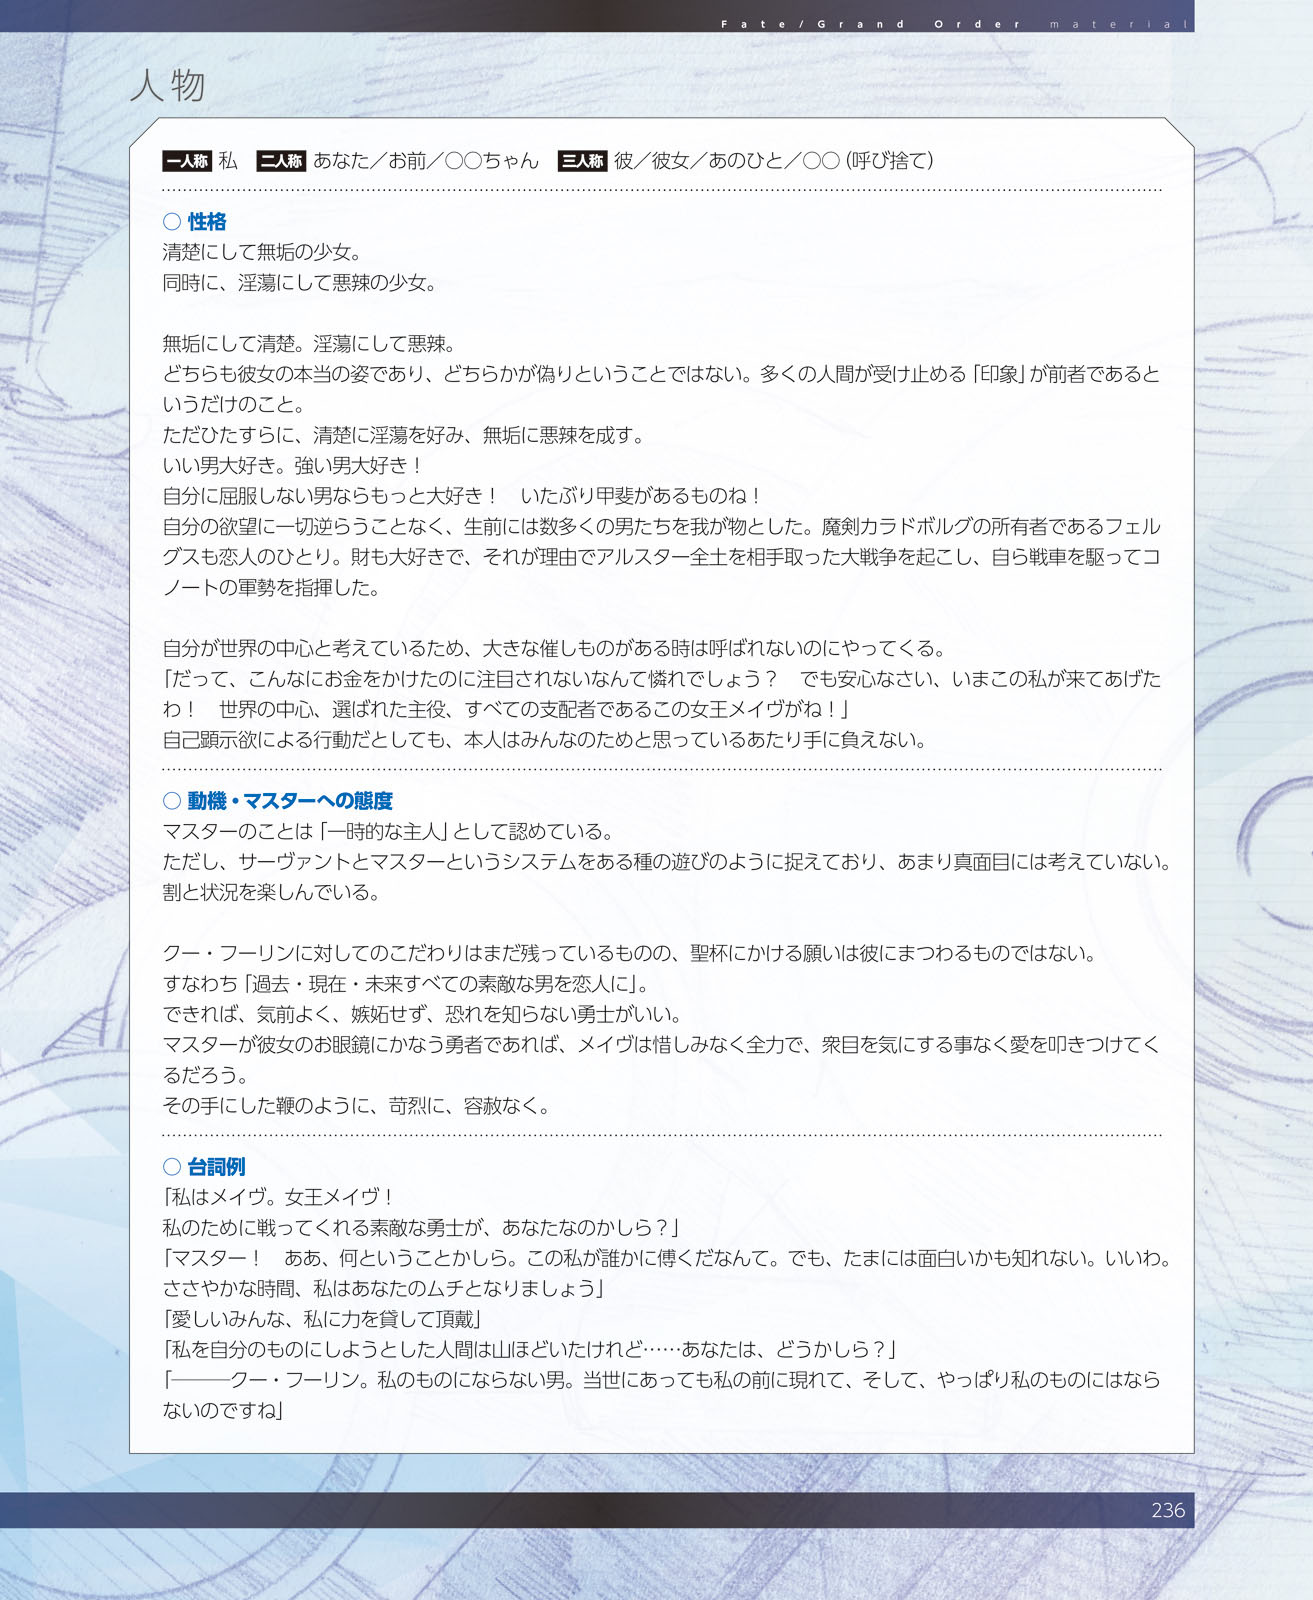 Fate/Grand Order material
人物
一人称 私 二人称 あなた／お前／○○ちゃん 三人称 彼／彼女／あのひと／○○（呼び捨て）
○ 性格
清楚にして無垢の少女。
同時に、淫蕩にして悪辣の少女。
無垢にして清楚。淫蕩にして悪辣。
どちらも彼女の本当の姿であり、どちらかが偽りということではない。多くの人間が受け止める「印象」が前者であると
いうだけのこと。
ただひたすらに、清楚に淫蕩を好み、無垢に悪辣を成す。
いい男大好き。強い男大好き！
自分に屈服しない男ならもっと大好き！　いたぶり甲斐があるものね！
自分の欲望に一切逆らうことなく、生前には数多くの男たちを我が物とした。魔剣カラドボルグの所有者であるフェル
グスも恋人のひとり。財も大好きで、それが理由でアルスター全土を相手取った大戦争を起こし、自ら戦車を駆ってコ
ノートの軍勢を指揮した。
自分が世界の中心と考えているため、大きな催しものがある時は呼ばれないのにやってくる。
「だって、こんなにお金をかけたのに注目されないなんて憐れでしょう？　でも安心なさい、いまこの私が来てあげた
わ！　世界の中心、選ばれた主役、すべての支配者であるこの女王メイヴがね！」
自己顕示欲による行動だとしても、本人はみんなのためと思っているあたり手に負えない。
○ 動機・マスターへの態度
マスターのことは「一時的な主人」として認めている。
ただし、サーヴァントとマスターというシステムをある種の遊びのように捉えており、あまり真面目には考えていない。
割と状況を楽しんでいる。
クー・フーリンに対してのこだわりはまだ残っているものの、聖杯にかける願いは彼にまつわるものではない。
すなわち「過去・現在・未来すべての素敵な男を恋人に」。
できれば、気前よく、嫉妬せず、恐れを知らない勇士がいい。
マスターが彼女のお眼鏡にかなう勇者であれば、メイヴは惜しみなく全力で、衆目を気にする事なく愛を叩きつけてく
るだろう。
その手にした鞭のように、苛烈に、容赦なく。
○ 台詞例
「私はメイヴ。女王メイヴ！
私のために戦ってくれる素敵な勇士が、あなたなのかしら？」
「マスター！　ああ、何ということかしら。この私が誰かに傅くだなんて。でも、たまには面白いかも知れない。いいわ。
ささやかな時間、私はあなたのムチとなりましょう」
「愛しいみんな、私に力を貸して頂戴」
「私を自分のものにしようとした人間は山ほどいたけれど……あなたは、どうかしら？」
「―――クー・フーリン。私のものにならない男。当世にあっても私の前に現れて、そして、やっぱり私のものにはなら
ないのですね」
236